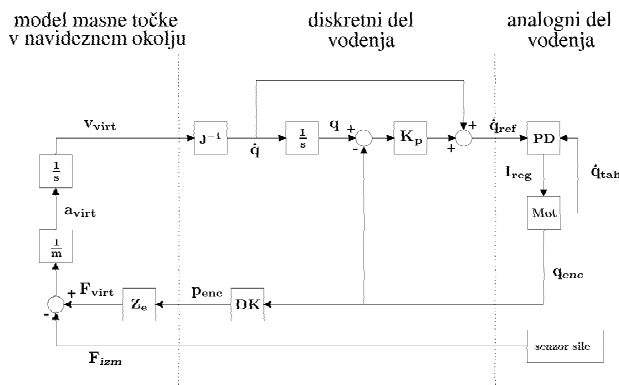 model masne točke
v navideznem okolju
diskretni del
vodenja
analogni del
vodenja
v_virt
J⁻¹
q̇
1/s
q
+
-
K_p
+
+
q̇_ref
PD
I_reg
q̇_tah
Mot
q_enc
1/s
a_virt
1/m
+
-
F_virt
Z_e
p_enc
DK
F_izm
senzor sile